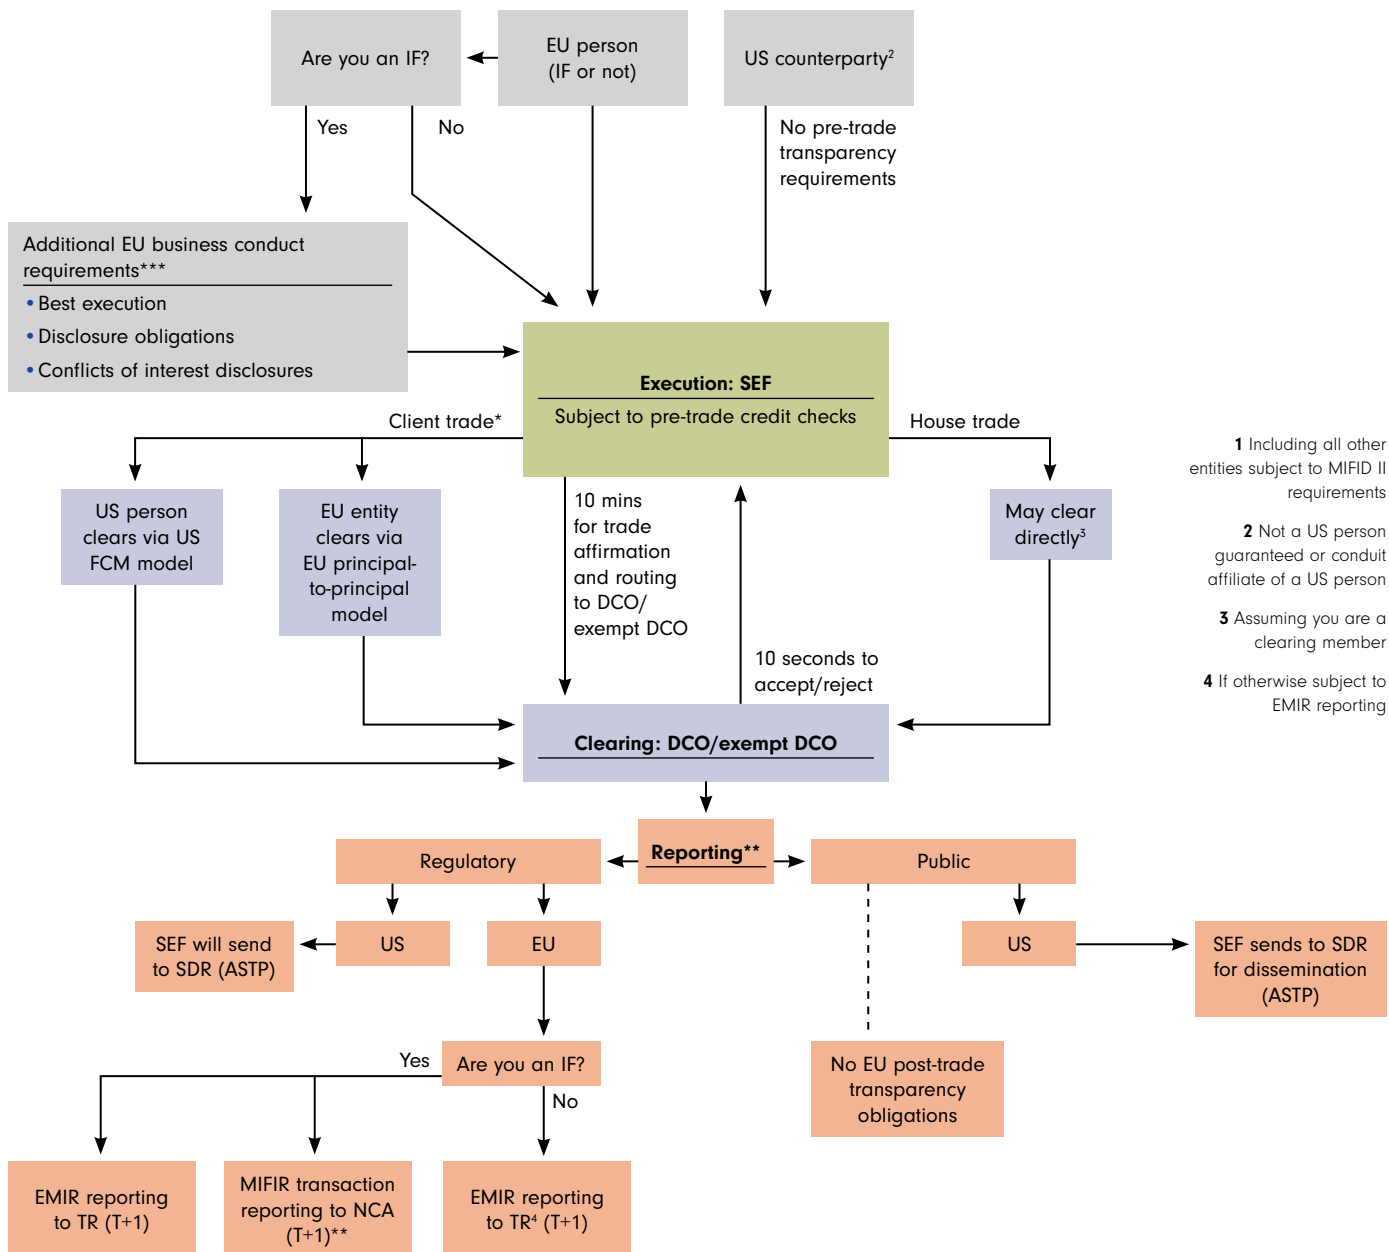 Are you an IF?
EU person
(IF or not)
US counterparty²
Yes
No
No pre-trade
transparency
requirements
Additional EU business conduct
requirements***
• Best execution
• Disclosure obligations
• Conflicts of interest disclosures
Execution: SEF
Subject to pre-trade credit checks
Client trade*
House trade
US person
clears via US
FCM model
EU entity
clears via
EU principal-
to-principal
model
10 mins
for trade
affirmation
and routing
to DCO/
exempt DCO
10 seconds to
accept/reject
May clear
directly³
1 Including all other
entities subject to MIFID II
requirements
2 Not a US person
guaranteed or conduit
affiliate of a US person
3 Assuming you are a
clearing member
4 If otherwise subject to
EMIR reporting
Clearing: DCO/exempt DCO
Reporting**
Regulatory
Public
SEF will send
to SDR (ASTP)
US
EU
US
SEF sends to SDR
for dissemination
(ASTP)
Yes
Are you an IF?
No
No EU post-trade
transparency
obligations
EMIR reporting
to TR (T+1)
MIFIR transaction
reporting to NCA
(T+1)**
EMIR reporting
to TR⁴ (T+1)